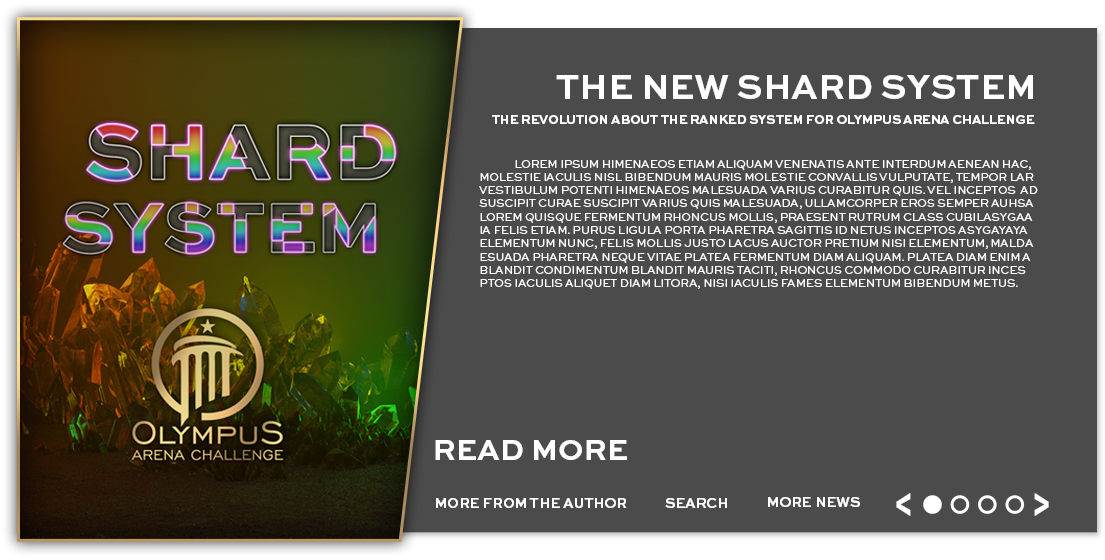 SHARD
SYSTEM
OLYMPUS
ARENA CHALLENGE
THE NEW SHARD SYSTEM
THE REVOLUTION ABOUT THE RANKED SYSTEM FOR OLYMPUS ARENA CHALLENGE
LOREM IPSUM HIMENAEOS ETIAM ALIQUAM VENENATIS ANTE INTERDUM AENEAN HAC,
MOLESTIE IACULIS NISL BIBENDUM MAURIS MOLESTIE CONVALLIS VULPUTATE, TEMPOR LAR
VESTIBULUM POTENTI HIMENAEOS MALESUADA VARIUS CURABITUR QUIS. VEL INCEPTOS AD
SUSCIPIT CURAE SUSCIPIT VARIUS QUIS MALESUADA, ULLAMCORPER EROS SEMPER AUHSA
LOREM QUISQUE FERMENTUM RHONCUS MOLLIS, PRAESENT RUTRUM CLASS CUBILASYGAA
IA FELIS ETIAM. PURUS LIGULA PORTA PHARETRA SAGITTIS ID NETUS INCEPTOS ASYGAYAYA
ELEMENTUM NUNC, FELIS MOLLIS JUSTO LACUS AUCTOR PRETIUM NISI ELEMENTUM, MALDA
ESUADA PHARETRA NEQUE VITAE PLATEA FERMENTUM DIAM ALIQUAM. PLATEA DIAM ENIM A
BLANDIT CONDIMENTUM BLANDIT MAURIS TACITI, RHONCUS COMMODO CURABITUR INCES
PTOS IACULIS ALIQUET DIAM LITORA, NISI IACULIS FAMES ELEMENTUM BIBENDUM METUS.
READ MORE
MORE FROM THE AUTHOR SEARCH MORE NEWS < >